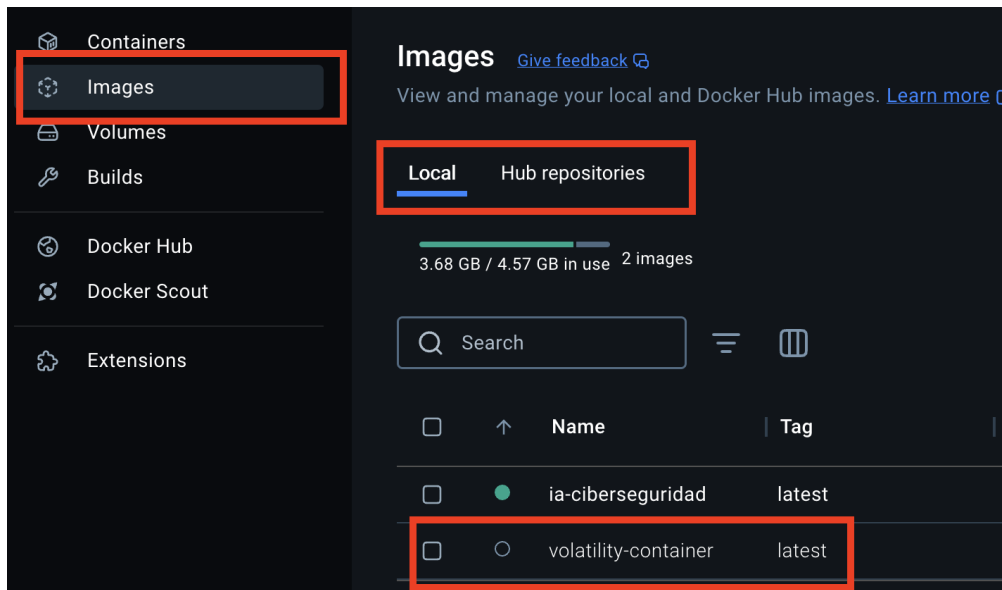 Containers
Images
Volumes
Builds
Docker Hub
Docker Scout
Extensions
Images Give feedback
View and manage your local and Docker Hub images. Learn more
Local Hub repositories
3.68 GB / 4.57 GB in use 2 images
Search
Name Tag
ia-ciberseguridad latest
volatility-container latest